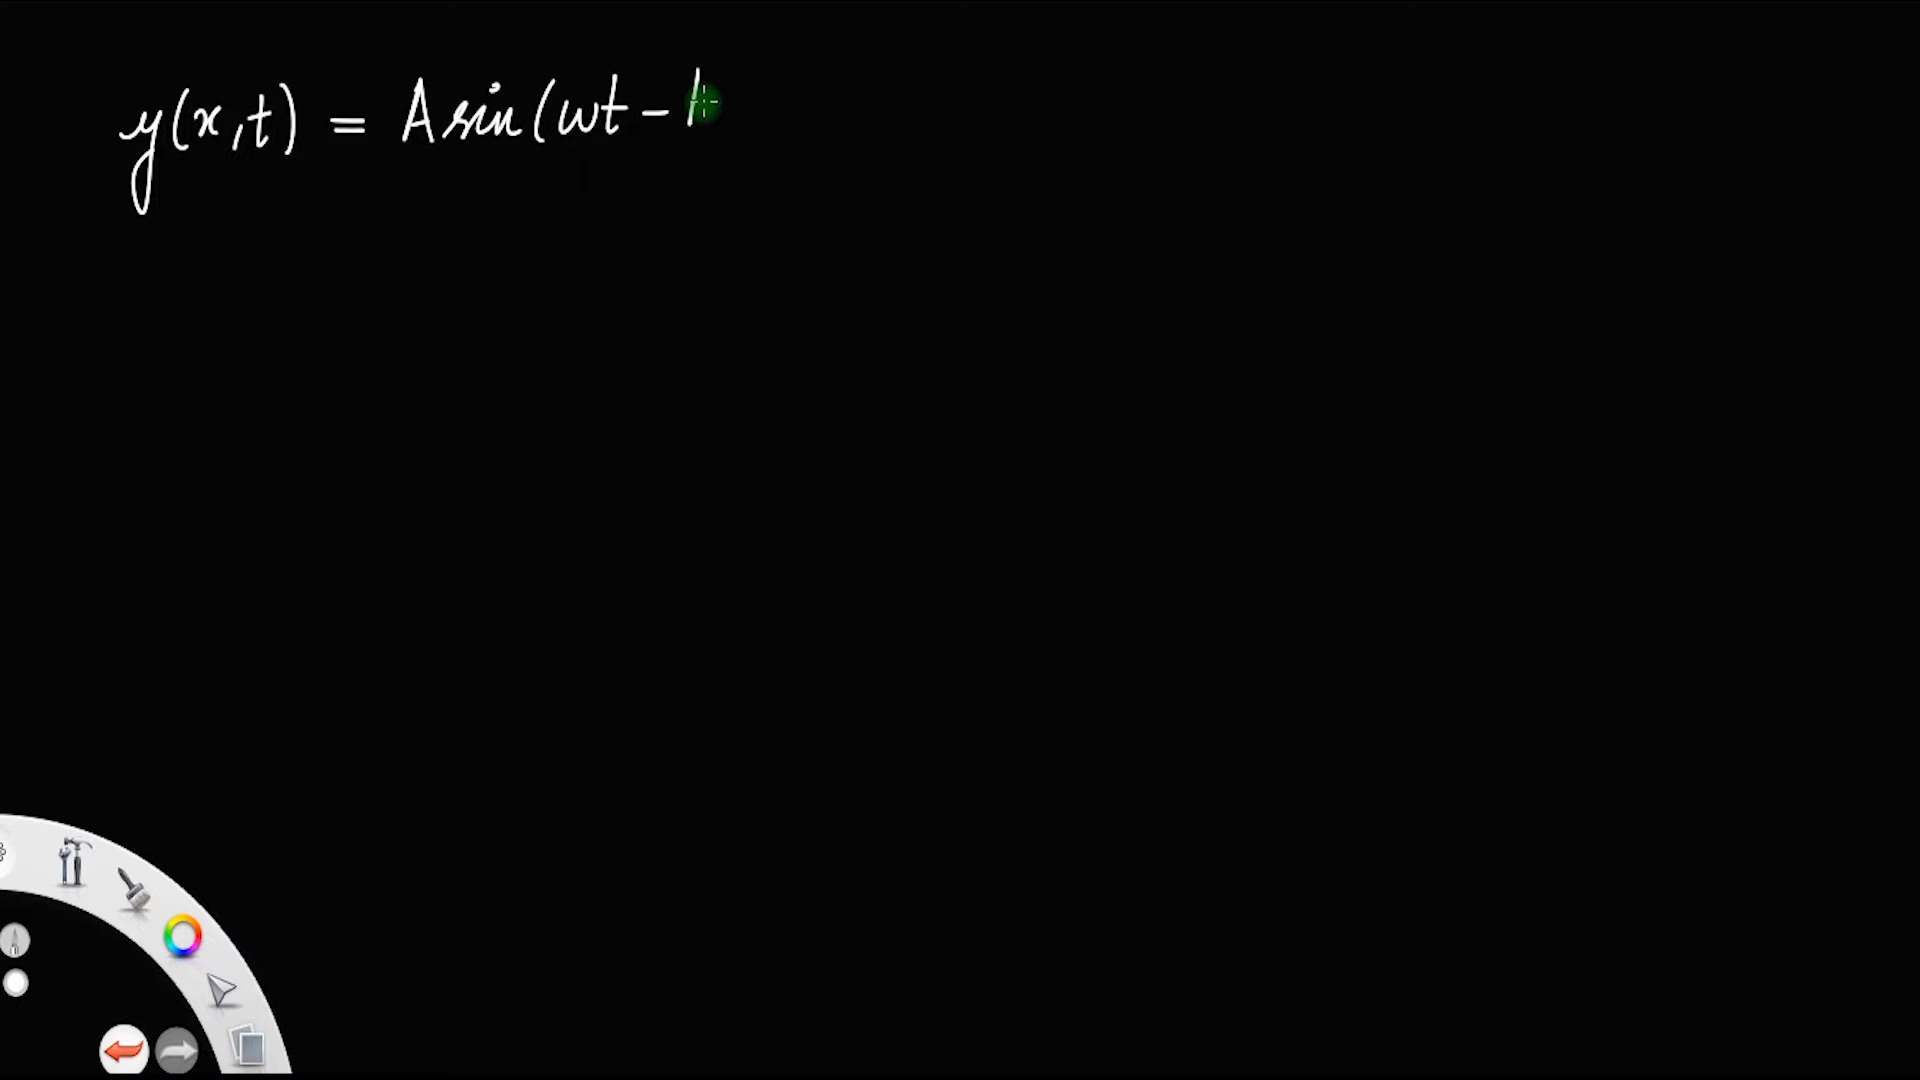 y(x,t) = A sin(ωt -